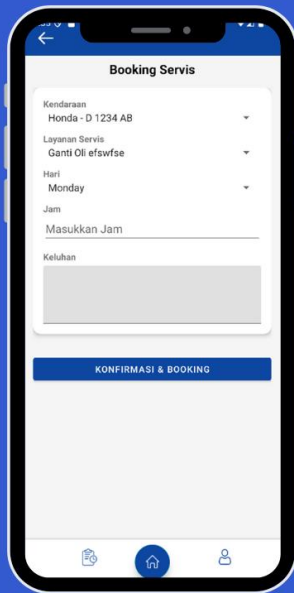 Booking Servis
Kendaraan
Honda - D 1234 AB
Layanan Servis
Ganti Oli efswfse
Hari
Monday
Jam
Masukkan Jam
Keluhan
KONFIRMASI & BOOKING